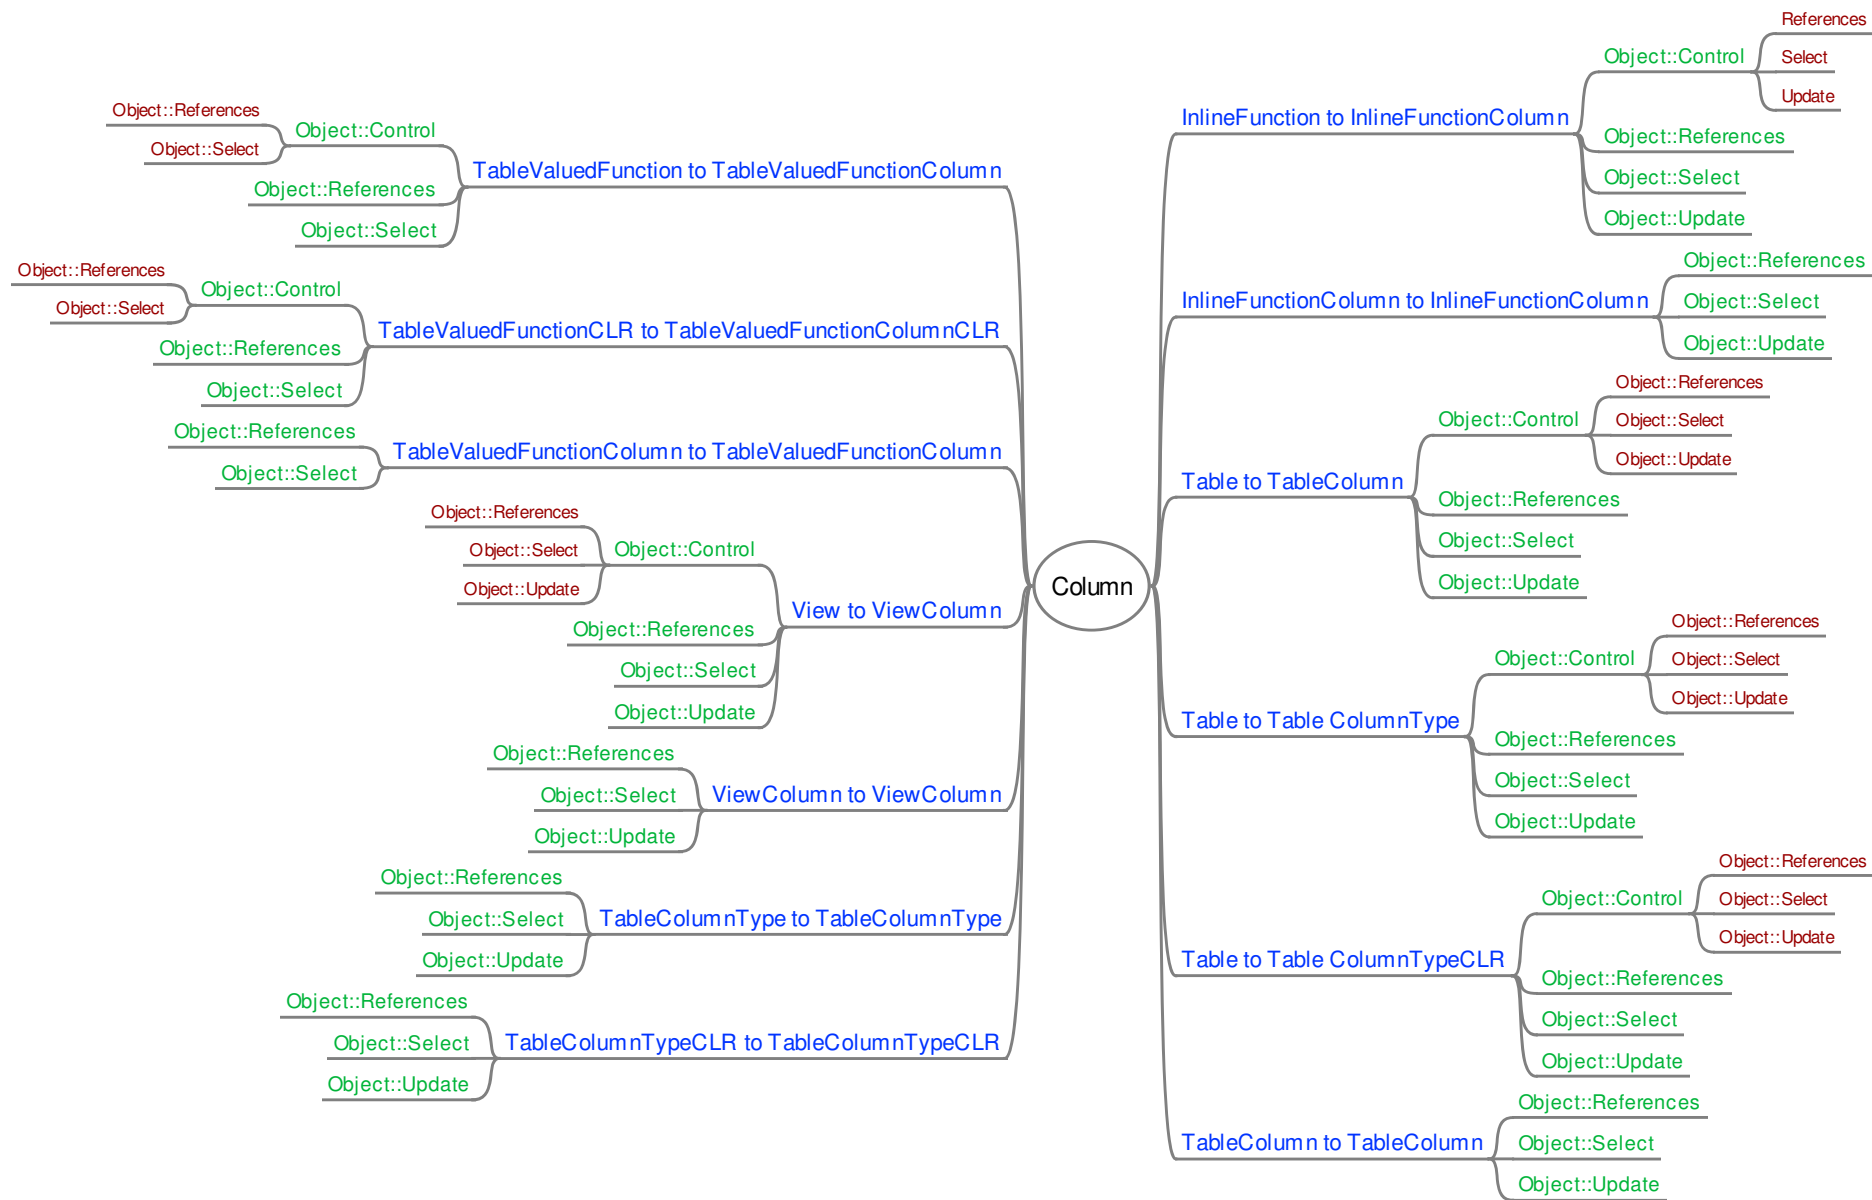 Object::References
Object::Select
Object::Control
Object::References
Object::Select
TableValuedFunction to TableValuedFunctionColumn
Object::References
Object::Select
Object::Control
Object::References
Object::Select
TableValuedFunctionCLR to TableValuedFunctionColumnCLR
Object::References
Object::Select
TableValuedFunctionColumn to TableValuedFunctionColumn
Object::References
Object::Select
Object::Update
Object::Control
Object::References
Object::Select
Object::Update
View to ViewColumn
Object::References
Object::Select
Object::Update
ViewColumn to ViewColumn
Object::References
Object::Select
Object::Update
TableColumnType to TableColumnType
Object::References
Object::Select
Object::Update
TableColumnTypeCLR to TableColumnTypeCLR
Column
InlineFunction to InlineFunctionColumn
Object::Control
References
Select
Update
Object::References
Object::Select
Object::Update
InlineFunctionColumn to InlineFunctionColumn
Object::References
Object::Select
Object::Update
Table to TableColumn
Object::Control
Object::References
Object::Select
Object::Update
Object::References
Object::Select
Object::Update
Table to Table ColumnType
Object::Control
Object::References
Object::Select
Object::Update
Object::References
Object::Select
Object::Update
Table to Table ColumnTypeCLR
Object::Control
Object::References
Object::Select
Object::Update
Object::References
Object::Select
Object::Update
TableColumn to TableColumn
Object::References
Object::Select
Object::Update